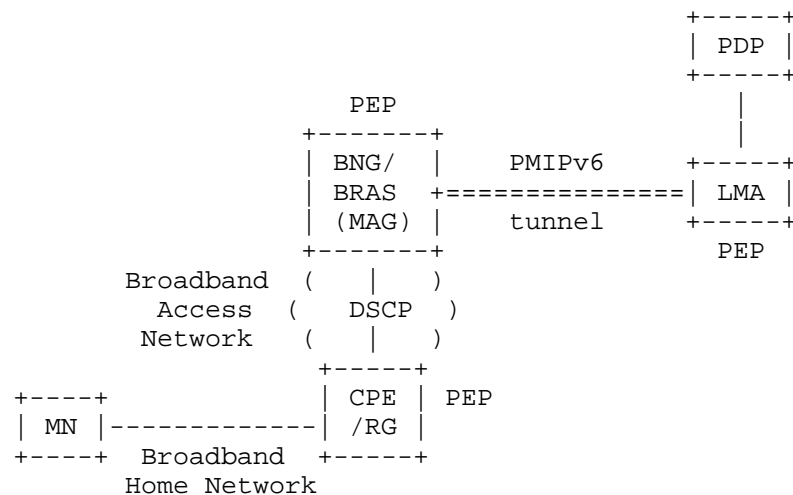 PDP
PEP
BNG/ PMIPv6
BRAS LMA
(MAG) tunnel
PEP
Broadband
Access DSCP
Network
CPE PEP
MN /RG
Broadband
Home Network